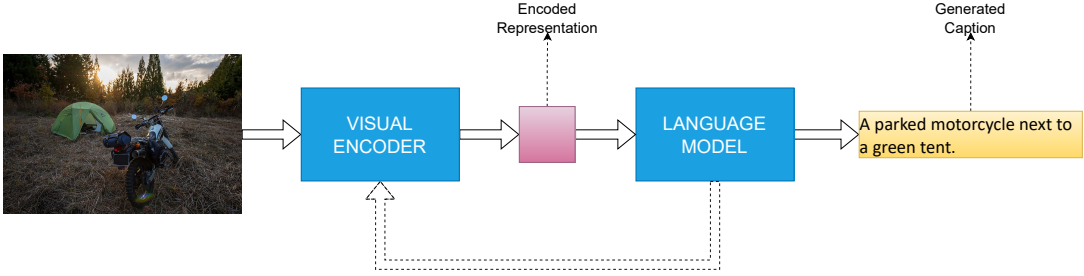 Encoded
Representation
Generated
Caption
VISUAL
ENCODER
LANGUAGE
MODEL
A parked motorcycle next to
a green tent.